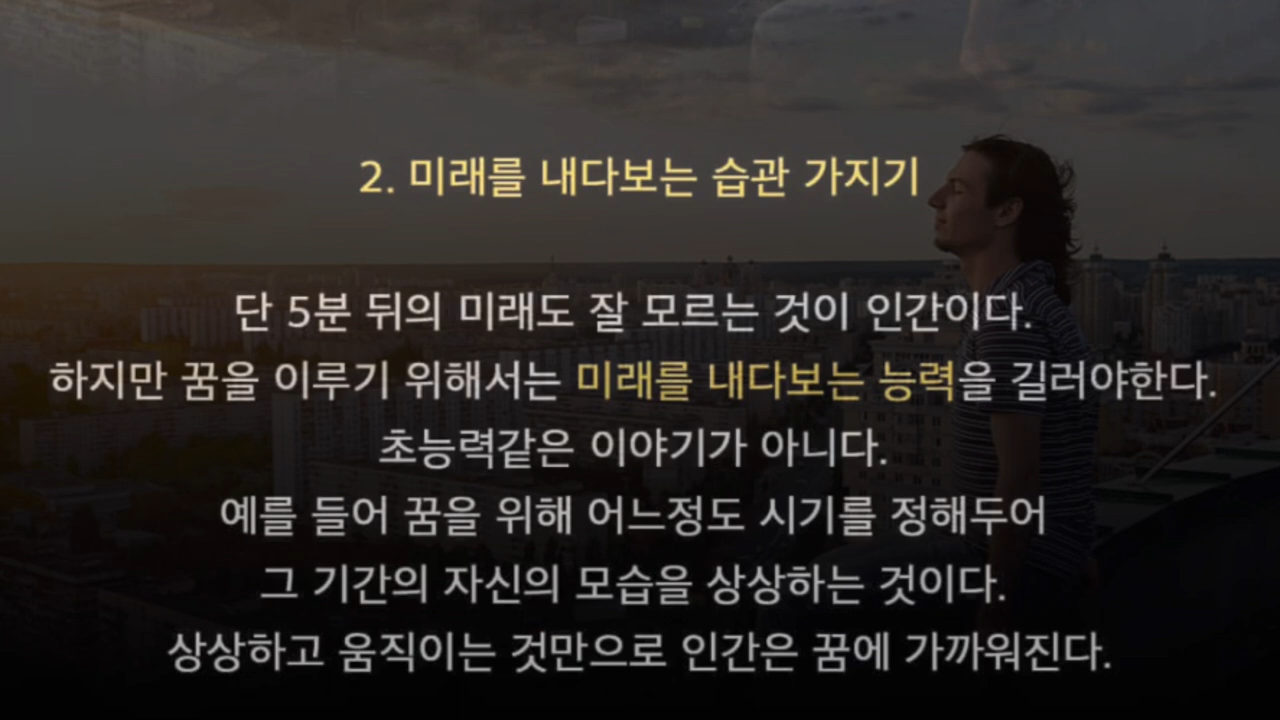 2. 미래를 내다보는 습관 가지기
단 5분 뒤의 미래도 잘 모르는 것이 인간이다.
하지만 꿈을 이루기 위해서는 미래를 내다보는 능력을 길러야한다.
초능력같은 이야기가 아니다.
예를 들어 꿈을 위해 어느정도 시기를 정해두어
그 기간의 자신의 모습을 상상하는 것이다.
상상하고 움직이는 것만으로 인간은 꿈에 가까워진다.